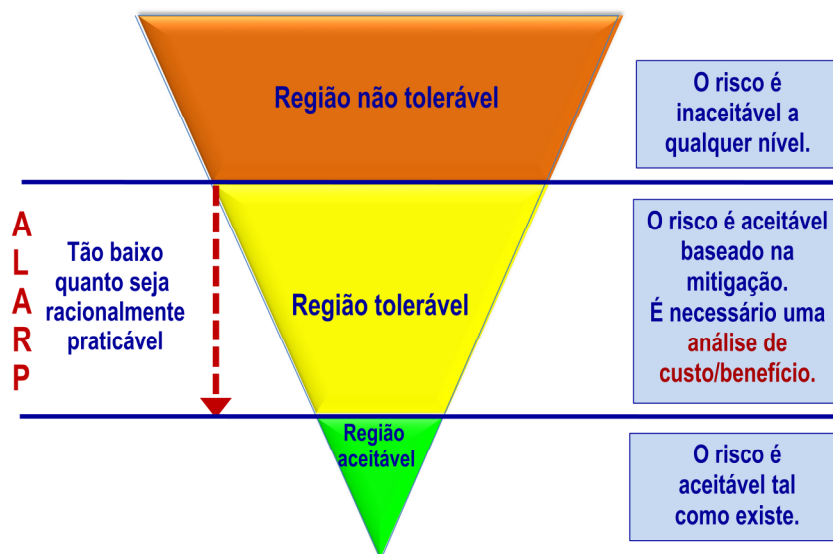 Região não tolerável
O risco é
inaceitável a
qualquer nível.
A
L
A
R
P
Tão baixo
quanto seja
racionalmente
praticável
Região tolerável
O risco é aceitável
baseado na
mitigação.
É necessário uma
análise de
custo/benefício.
Região
aceitável
O risco é
aceitável tal
como existe.